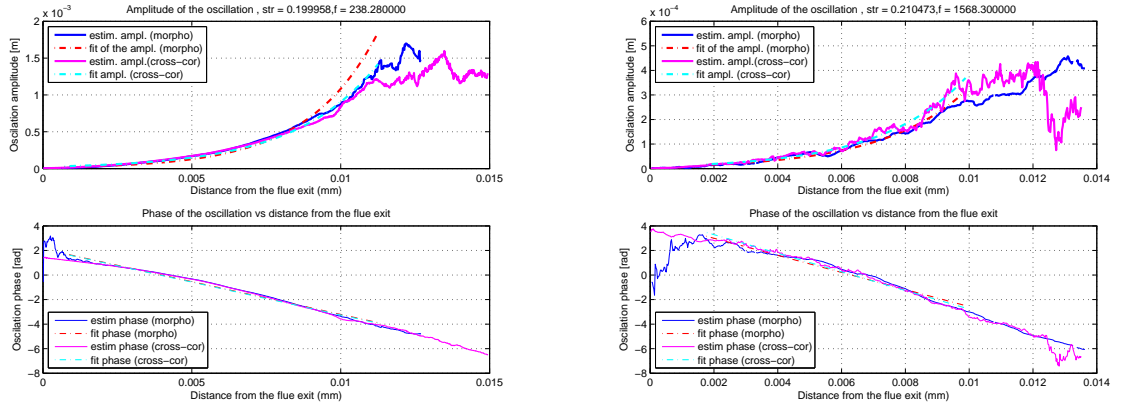 Amplitude of the oscillation , str = 0.199958,f = 238.280000
x 10⁻³
2
1.5
1
0.5
0
Oscilation amplitude [m]
estim. ampl. (morpho)
fit of the ampl. (morpho)
estim. ampl.(cross−cor)
fit ampl. (cross−cor)
0 0.005 0.01 0.015
Distance from the flue exit (mm)
Phase of the oscillation vs distance from the flue exit
4
2
0
−2
−4
−6
−8
Oscilation phase [rad]
estim phase (morpho)
fit phase (morpho)
estim phase (cross−cor)
fit phase (cross−cor)
0 0.005 0.01 0.015
Distance from the flue exit (mm)
Amplitude of the oscillation , str = 0.210473,f = 1568.300000
x 10⁻⁴
6
5
4
3
2
1
0
Oscilation amplitude [m]
estim. ampl. (morpho)
fit of the ampl. (morpho)
estim. ampl.(cross−cor)
fit ampl. (cross−cor)
0 0.002 0.004 0.006 0.008 0.01 0.012 0.014
Distance from the flue exit (mm)
Phase of the oscillation vs distance from the flue exit
4
2
0
−2
−4
−6
−8
Oscilation phase [rad]
estim phase (morpho)
fit phase (morpho)
estim phase (cross−cor)
fit phase (cross−cor)
0 0.002 0.004 0.006 0.008 0.01 0.012 0.014
Distance from the flue exit (mm)